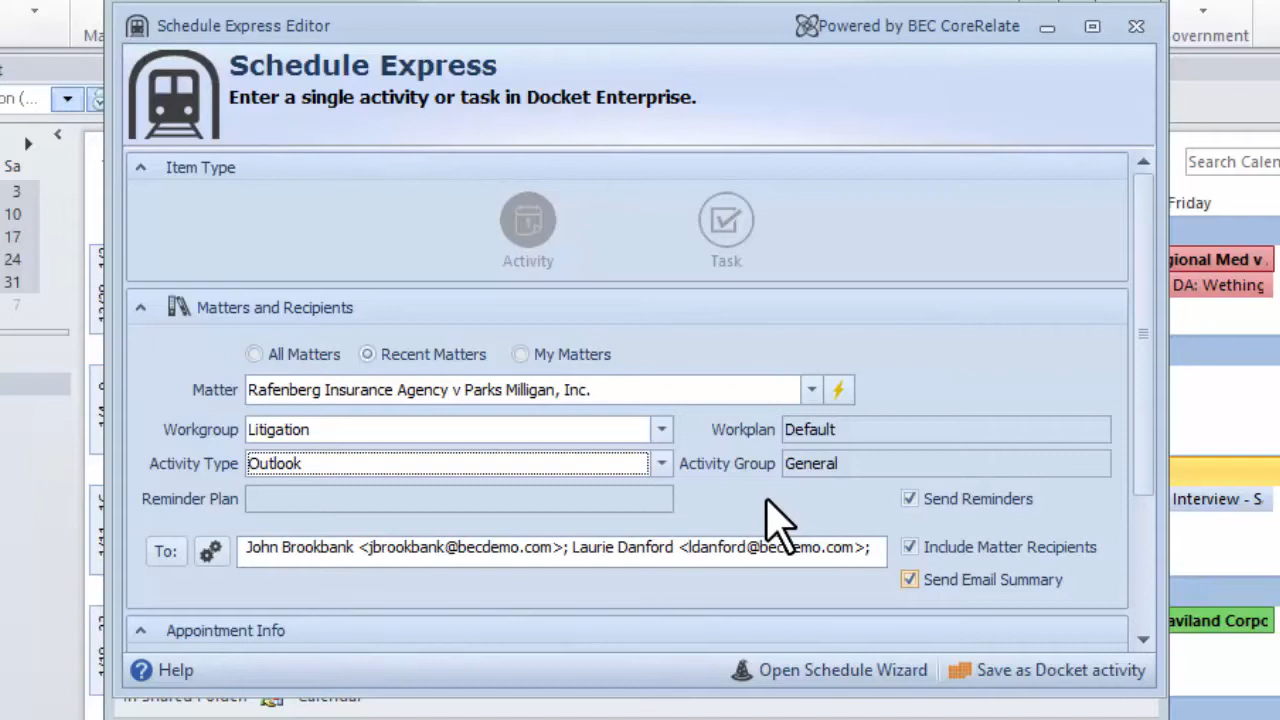 Schedule Express Editor
Powered by BEC CoreRelate
Ma
overnment
t
on (...
Schedule Express
Enter a single activity or task in Docket Enterprise.
Sa
3
10
17
24
31
7
Search Calen
Friday
Item Type
Activity
Task
gional Med v
DA: Wething
Matters and Recipients
All Matters
Recent Matters
My Matters
Matter
Rafenberg Insurance Agency v Parks Milligan, Inc.
Workgroup
Litigation
Workplan
Default
Activity Type
Outlook
Activity Group
General
Reminder Plan
Send Reminders
Interview - S
To:
John Brookbank <jbrookbank@becdemo.com>; Laurie Danford <ldanford@becdemo.com>;
Include Matter Recipients
Send Email Summary
Appointment Info
aviland Corpc
Help
Open Schedule Wizard
Save as Docket activity